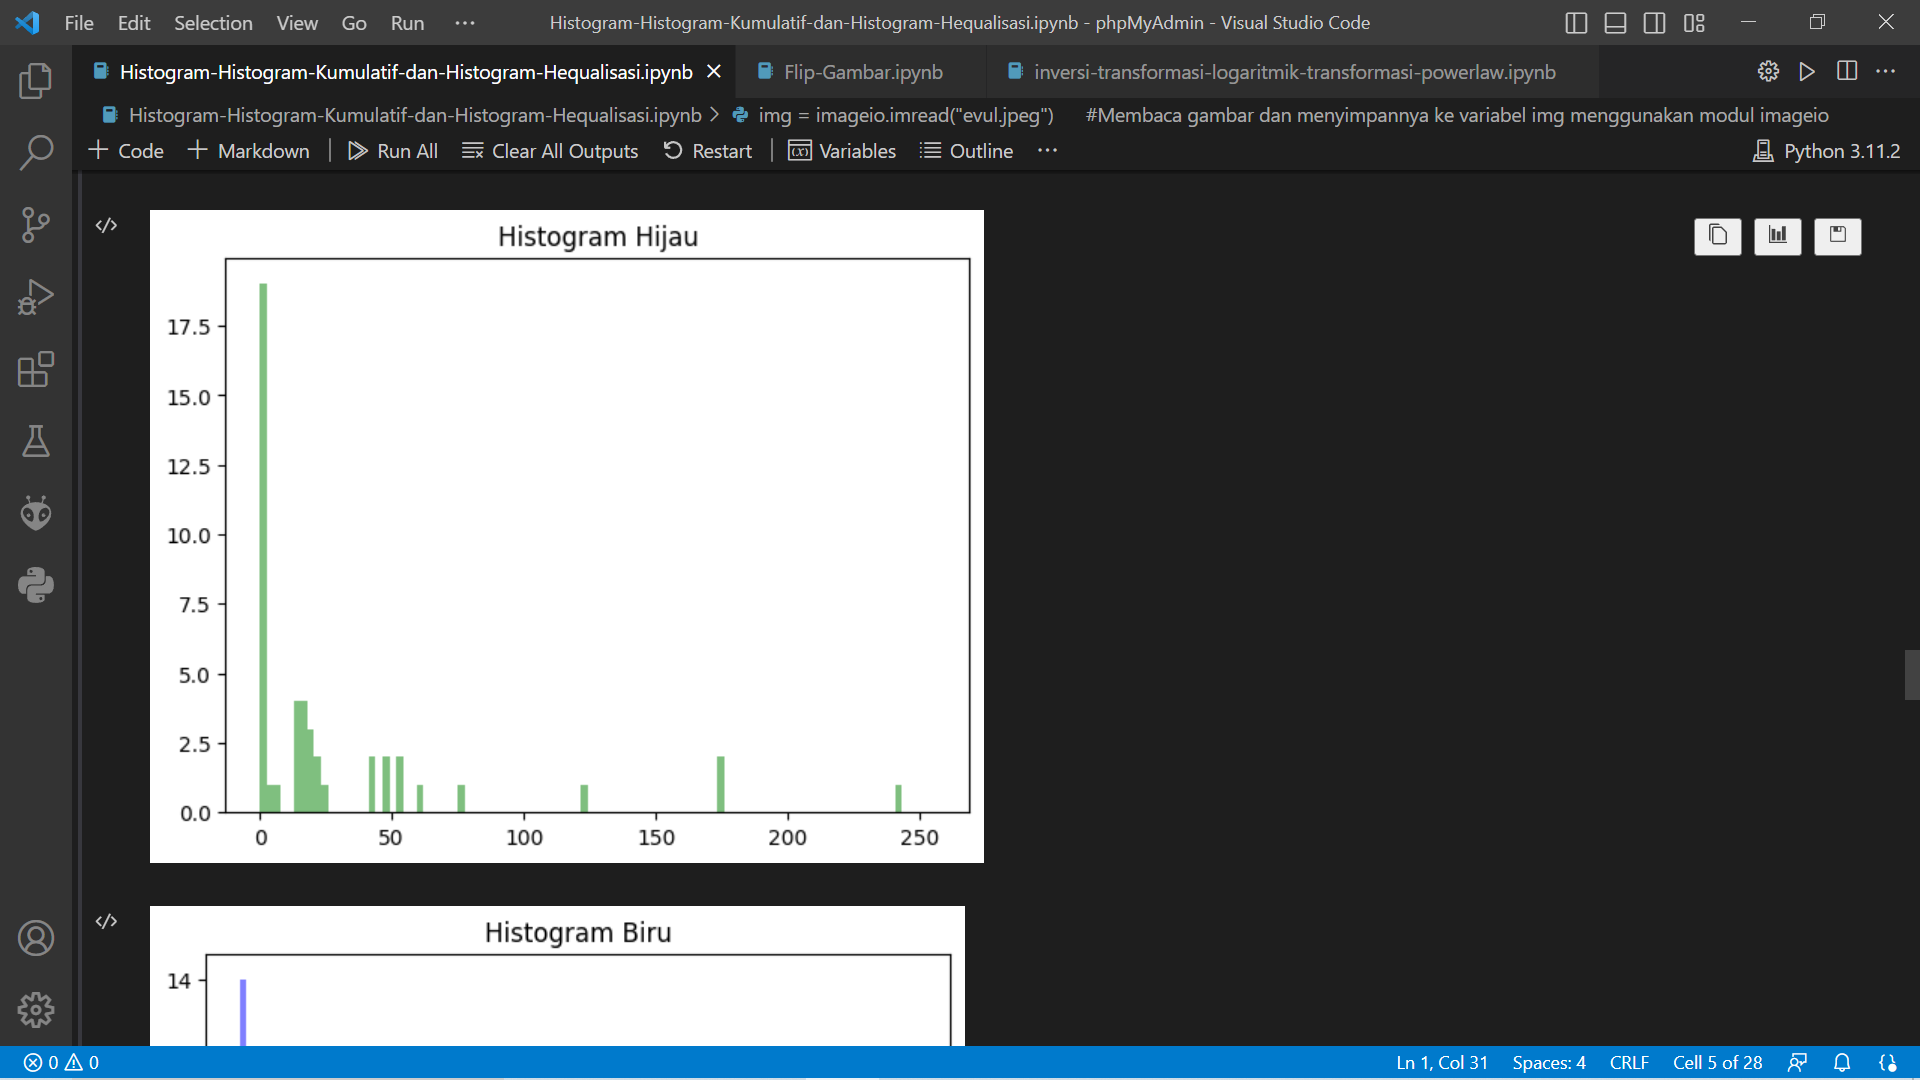 File Edit Selection View Go Run ··· Histogram-Histogram-Kumulatif-dan-Histogram-Hequalisasi.ipynb - phpMyAdmin - Visual Studio Code
Histogram-Histogram-Kumulatif-dan-Histogram-Hequalisasi.ipynb Flip-Gambar.ipynb inversi-transformasi-logaritmik-transformasi-powerlaw.ipynb
Histogram-Histogram-Kumulatif-dan-Histogram-Hequalisasi.ipynb > img = imageio.imread("evul.jpeg") #Membaca gambar dan menyimpannya ke variabel img menggunakan modul imageio
+ Code + Markdown | Run All Clear All Outputs Restart | Variables Outline ··· Python 3.11.2
Histogram Hijau
17.5
15.0
12.5
10.0
7.5
5.0
2.5
0.0
0 50 100 150 200 250
Histogram Biru
14
0 0 Ln 1, Col 31 Spaces: 4 CRLF Cell 5 of 28